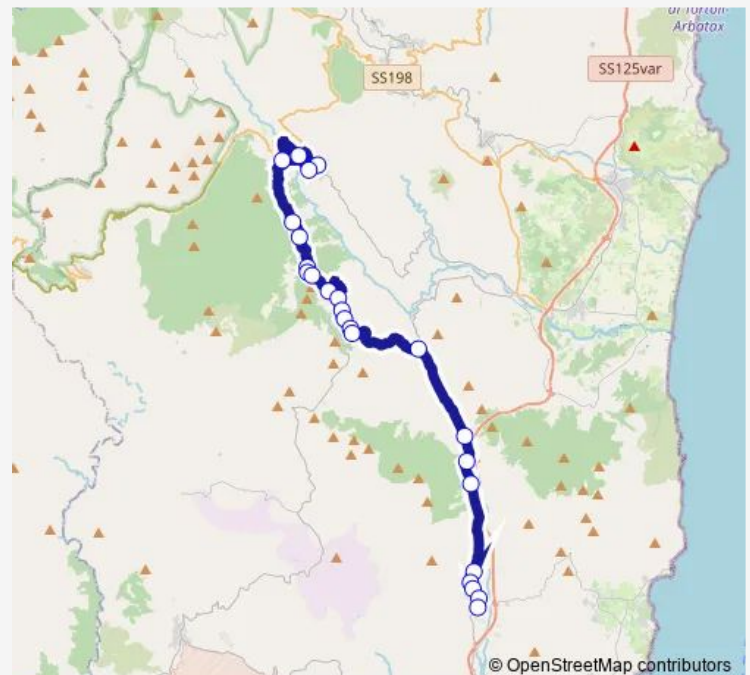 di Tortolì-
Arbatax
SS198
SS125var
© OpenStreetMap contributors